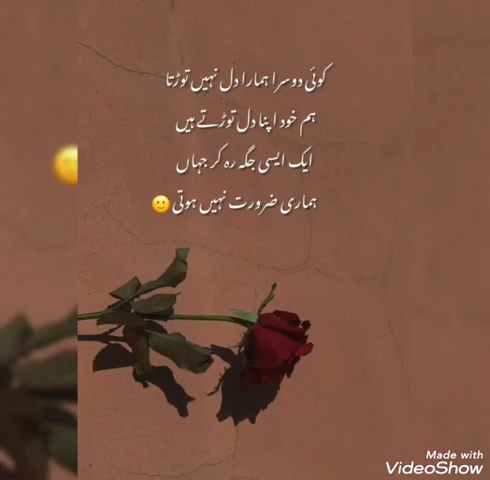 کوئی دوسرا ہمارا دل نہیں توڑتا
ہم خود اپنا دل توڑتے ہیں
ایک ایسی جگہ رہ کر جہاں
ہماری ضرورت نہیں ہوتی 🙂
Made with
VideoShow